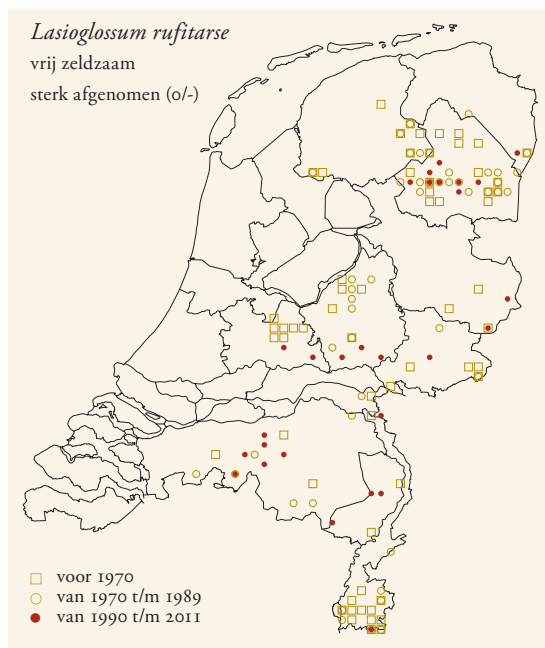 Lasioglossum rufitarse
vrij zeldzaam
sterk afgenomen (0/-)
voor 1970
van 1970 t/m 1989
van 1990 t/m 2011